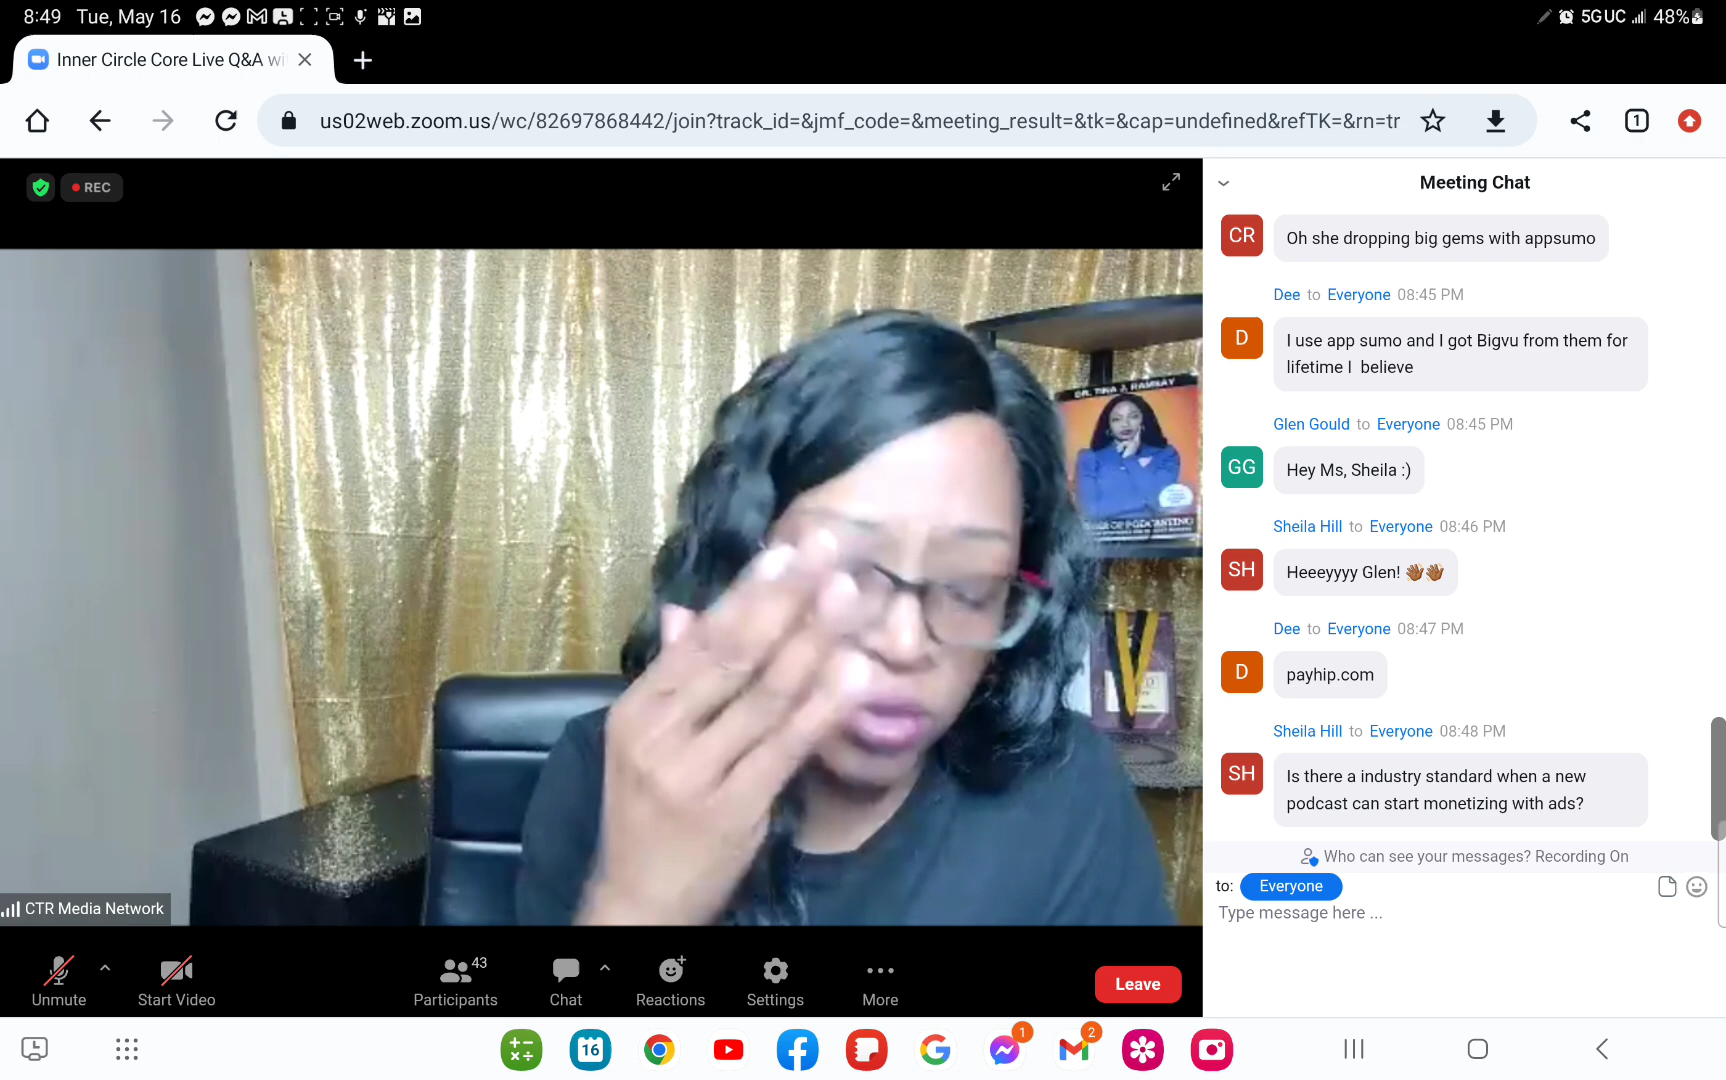 8:49 Tue, May 16
5GUC 48%
Inner Circle Core Live Q&A wi
us02web.zoom.us/wc/82697868442/join?track_id=&jmf_code=&meeting_result=&tk=&cap=undefined&refTK=&rn=tr
1
REC
DR. TINA J. RAMSAY
OF PODCASTING
CTR Media Network
Meeting Chat
CR
Oh she dropping big gems with appsumo
Dee to Everyone 08:45 PM
D
I use app sumo and I got Bigvu from them for
lifetime I believe
Glen Gould to Everyone 08:45 PM
GG
Hey Ms, Sheila :)
Sheila Hill to Everyone 08:46 PM
SH
Heeeyyyy Glen! 👋🏾👋🏾
Dee to Everyone 08:47 PM
D
payhip.com
Sheila Hill to Everyone 08:48 PM
SH
Is there a industry standard when a new
podcast can start monetizing with ads?
Who can see your messages? Recording On
to: Everyone
Type message here ...
43
Unmute
Start Video
Participants
Chat
Reactions
Settings
More
Leave
16
1
2